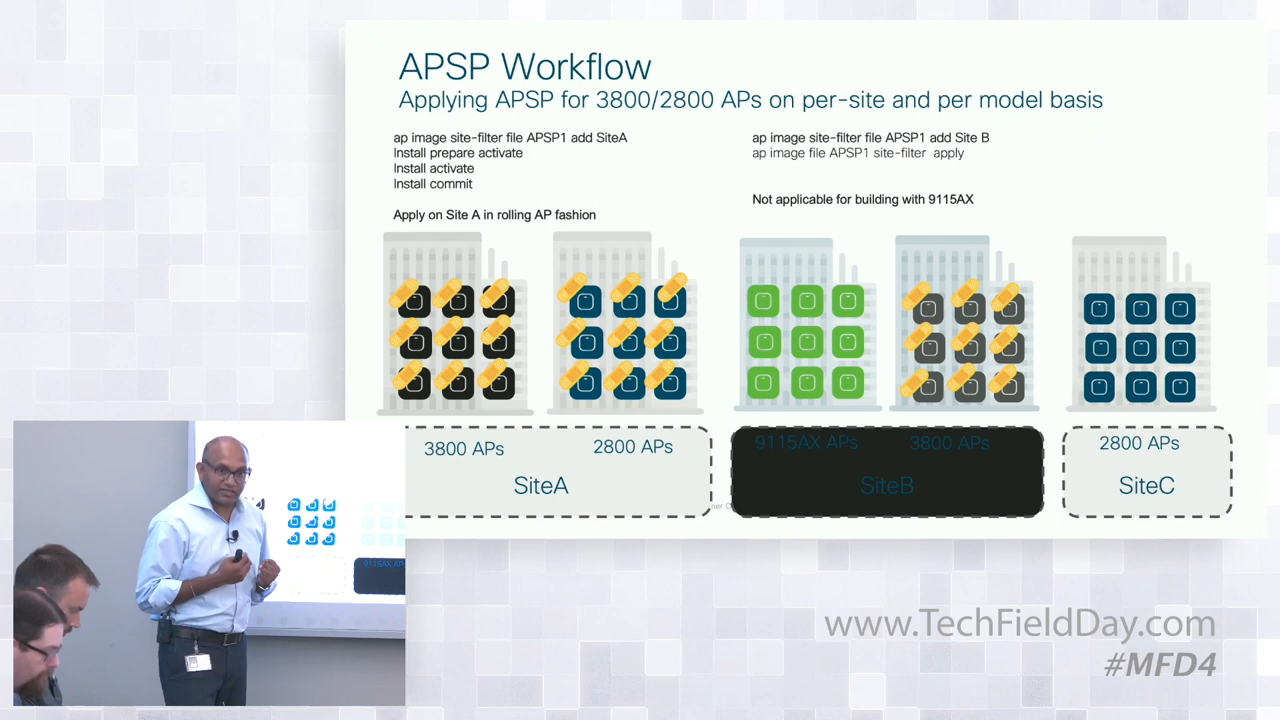 APSP Workflow
Applying APSP for 3800/2800 APs on per-site and per model basis
ap image site-filter file APSP1 add SiteA
Install prepare activate
Install activate
Install commit
Apply on Site A in rolling AP fashion
ap image site-filter file APSP1 add Site B
ap image file APSP1 site-filter apply
Not applicable for building with 9115AX
3800 APs
2800 APs
SiteA
9115AX APs
3800 APs
SiteB
2800 APs
SiteC
9115AX APs
www.TechFieldDay.com
#MFD4